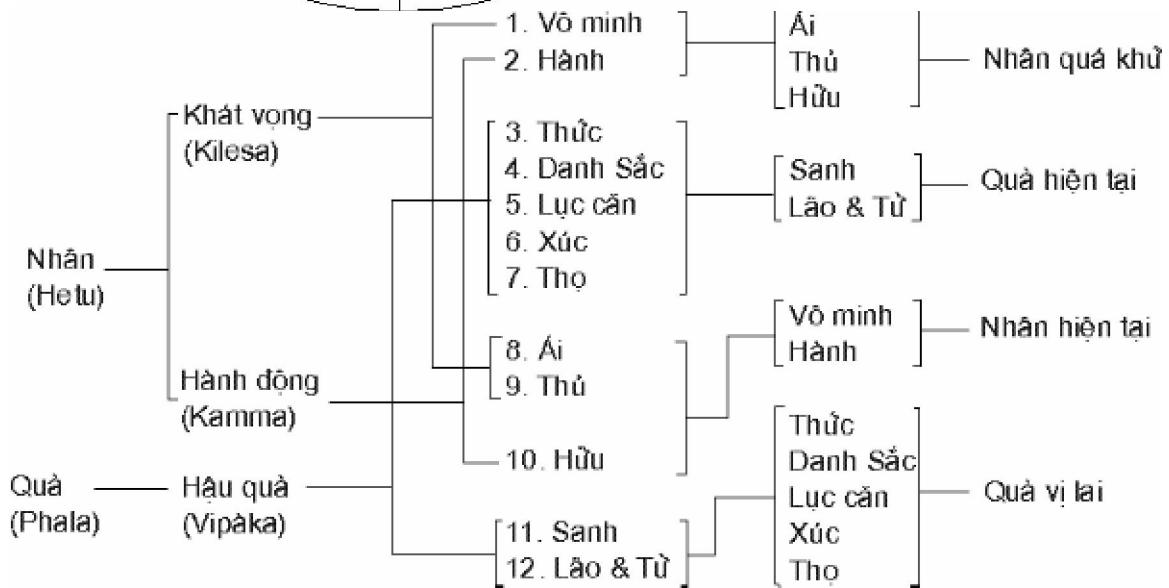 Nhân
(Hetu)
Quả
(Phala)
Khát vọng
(Kilesa)
Hành động
(Kamma)
Hậu quả
(Vipàka)
1. Vô minh
2. Hành
3. Thức
4. Danh Sắc
5. Lục căn
6. Xúc
7. Thọ
8. Ái
9. Thủ
10. Hữu
11. Sanh
12. Lão & Tử
Ái
Thủ
Hữu
Sanh
Lão & Tử
Vô minh
Hành
Thức
Danh Sắc
Lục căn
Xúc
Thọ
Nhân quá khứ
Quả hiện tại
Nhân hiện tại
Quả vị lai